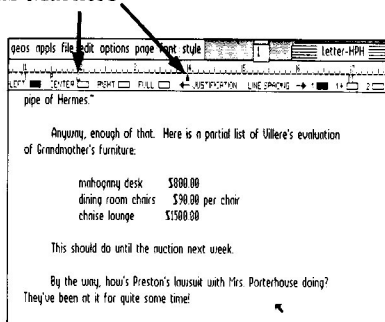 geos appls file edit options page font style 1 letter-HPH
LEFT CENTER RIGHT FULL ← JUSTIFICATION LINE SPACING → 1 1+ 2
pipe of Hermes."
Anyway, enough of that. Here is a partial list of Villere's evaluation
of Grandmother's furniture:
mahogany desk $800.00
dining room chairs $90.00 per chair
chaise lounge $1500.00
This should do until the auction next week.
By the way, how's Preston's lawsuit with Mrs. Porterhouse doing?
They've been at it for quite some time!